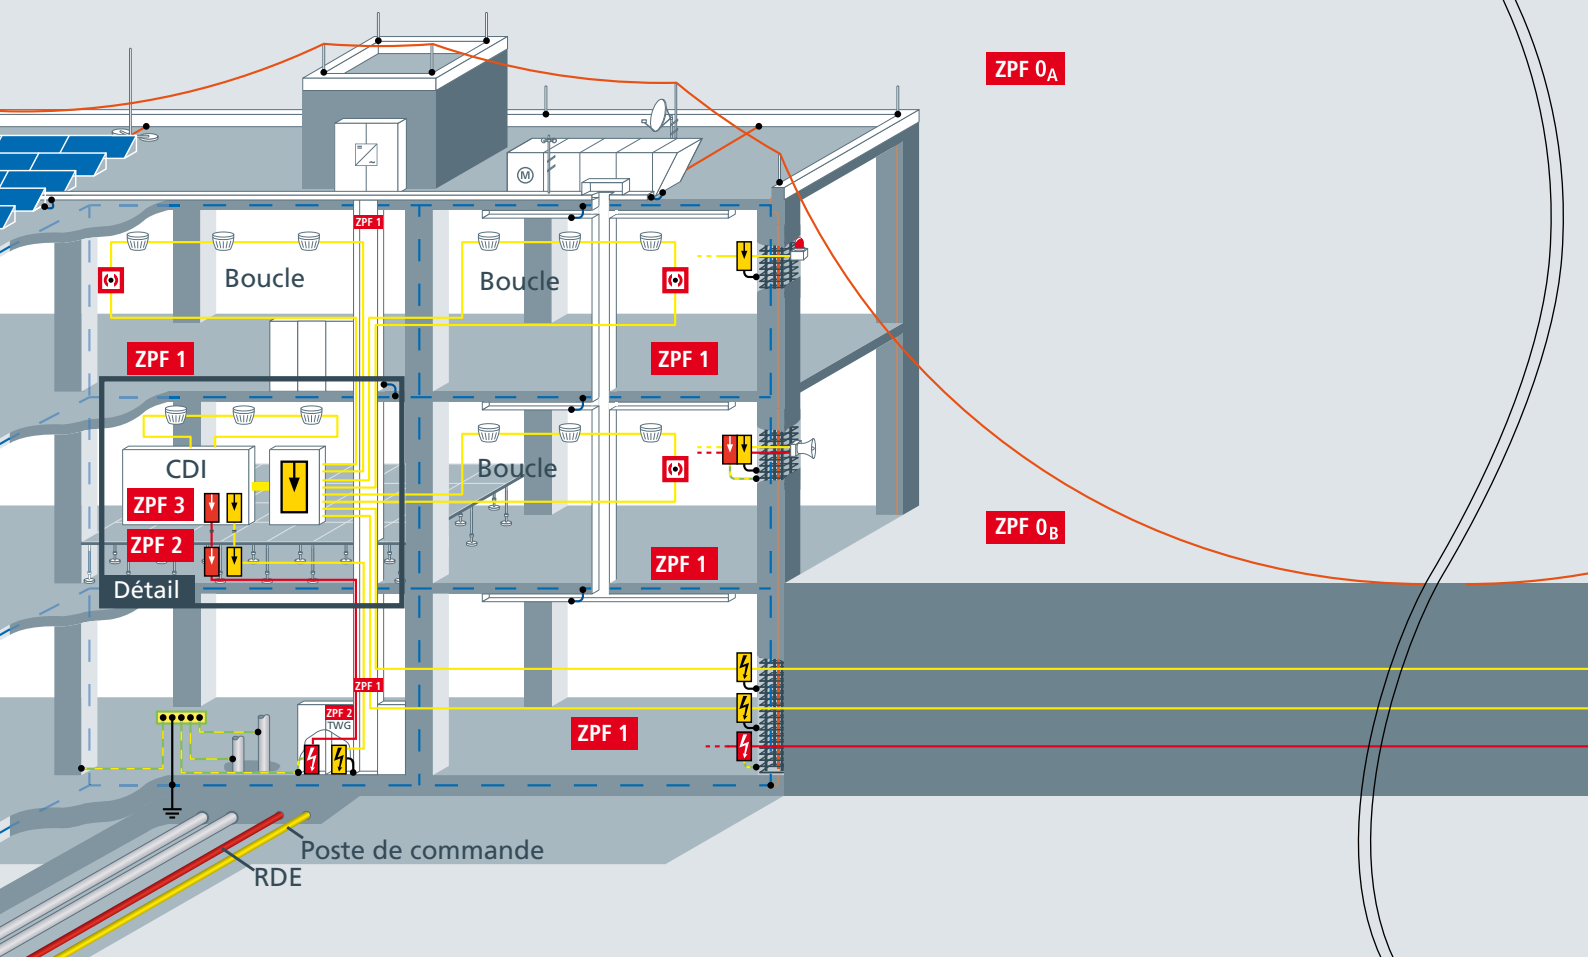 ZPF 0A
M
ZPF 1
Boucle
Boucle
ZPF 1
ZPF 1
CDI
Boucle
ZPF 3
ZPF 2
ZPF 0B
ZPF 1
Détail
ZPF 1
ZPF 2
TWG
ZPF 1
Poste de commande
RDE